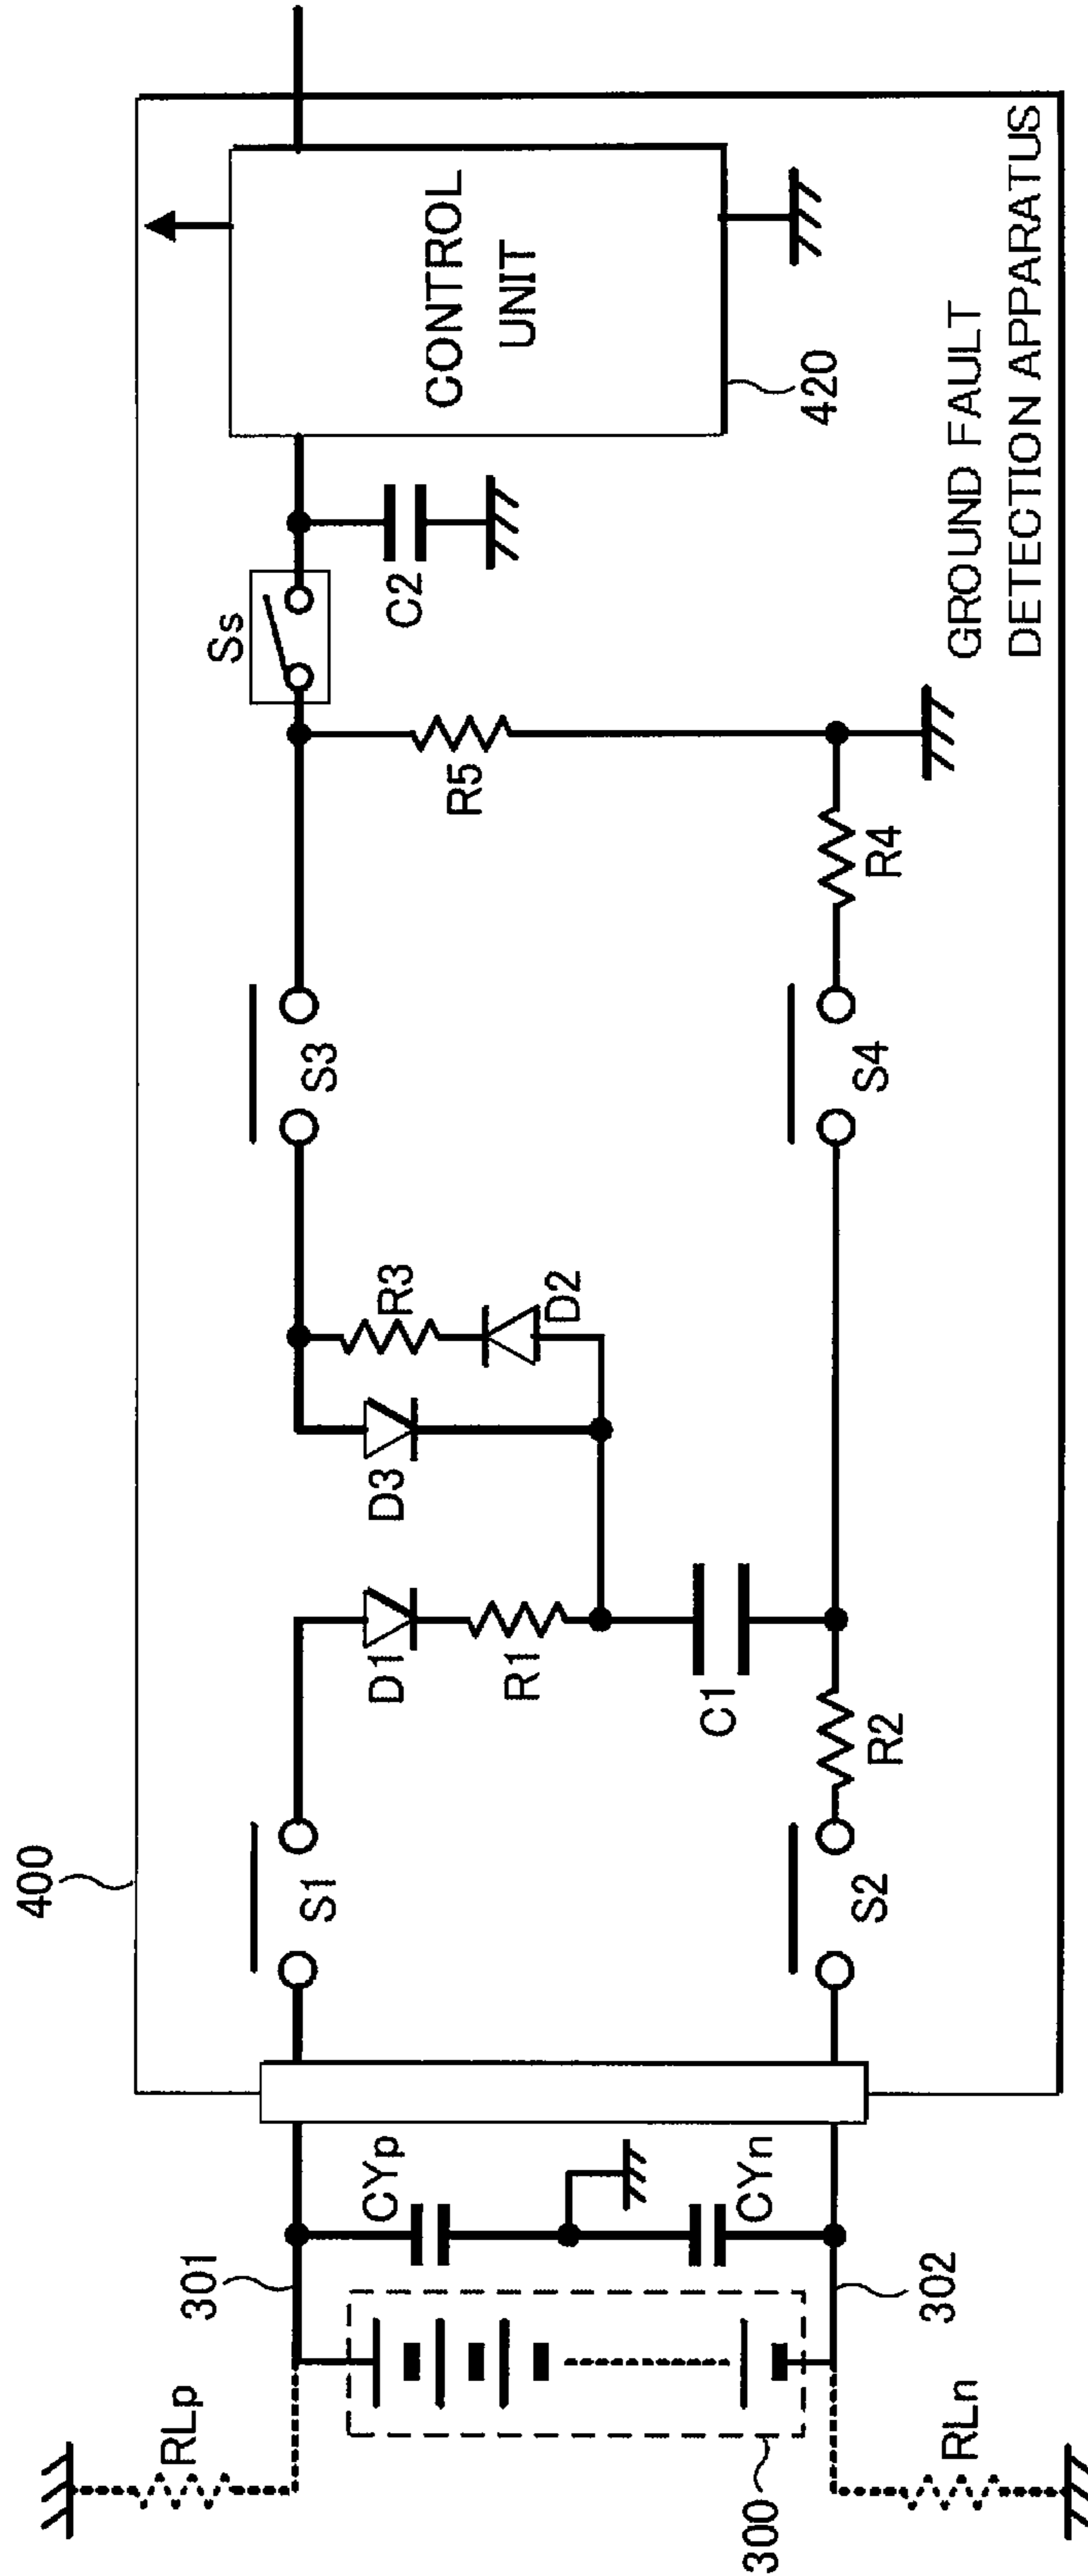 400
301
RLp
CYp
S1
D1
R1
D3
R3
D2
S3
Ss
R5
C2
CONTROL
UNIT
420
300
CYn
302
RLn
S2
R2
C1
S4
R4
GROUND FAULT
DETECTION APPARATUS